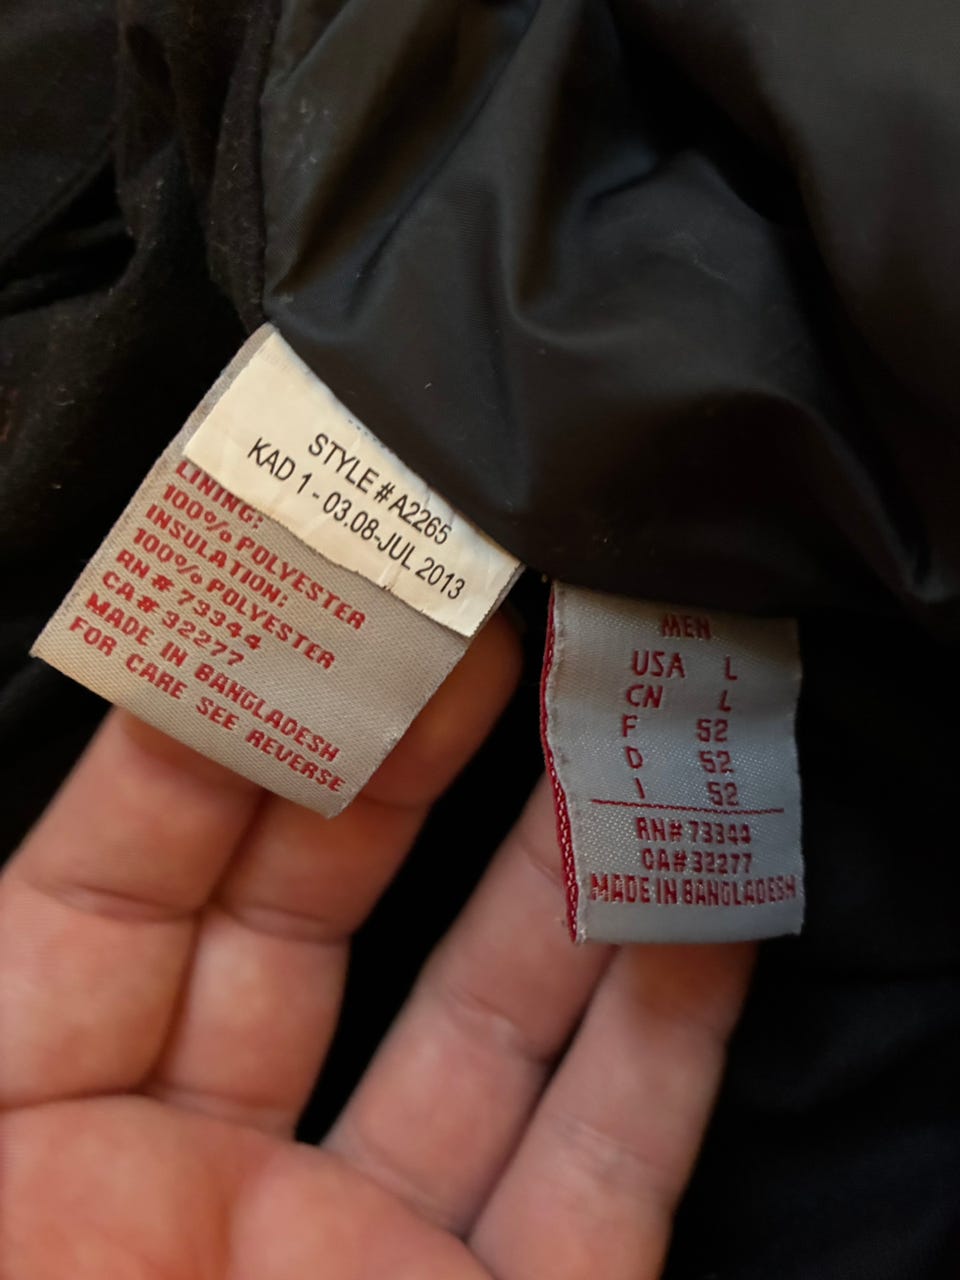 STYLE # A2265
KAD 1 - 03.08-JUL 2013
LINING:
100% POLYESTER
INSULATION:
100% POLYESTER
RN # 73344
CA # 32277
MADE IN BANGLADESH
FOR CARE SEE REVERSE
MEN
USA L
CN L
F 52
D 52
I 52
RN# 73344
CA# 32277
MADE IN BANGLADESH